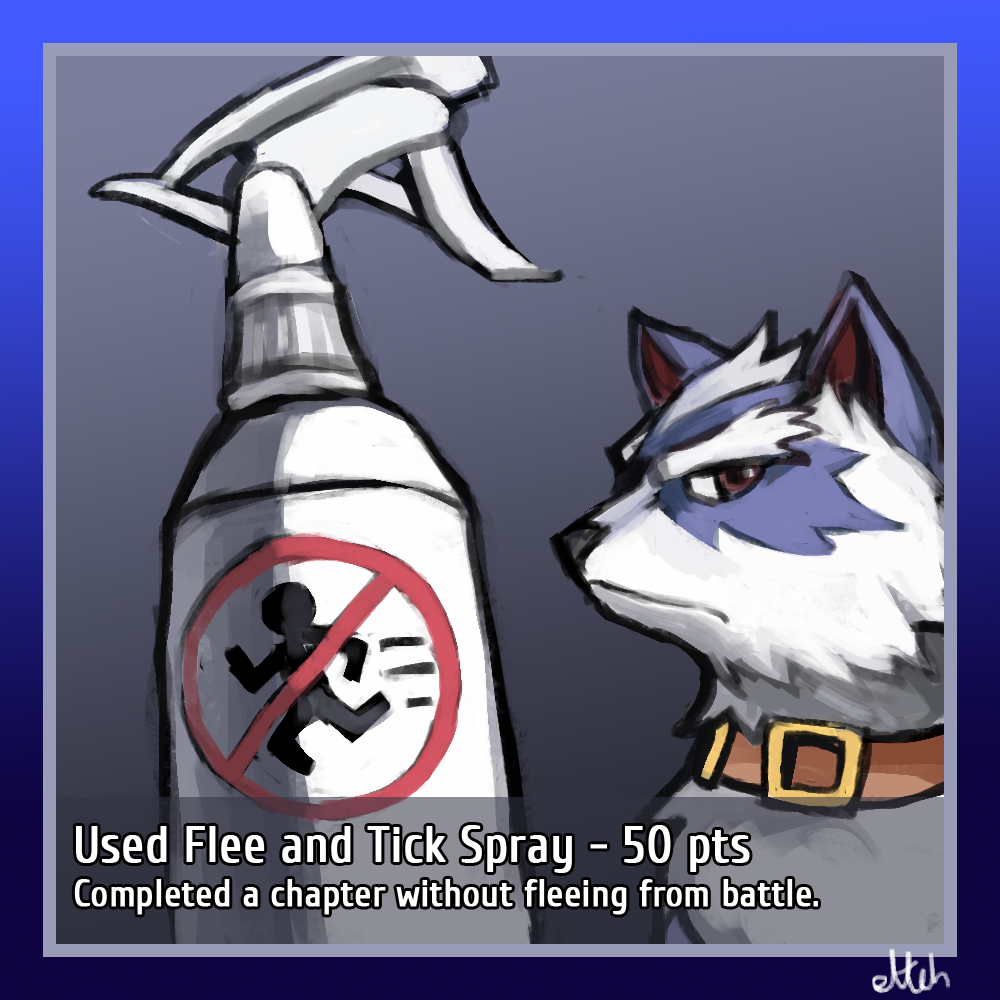 Used Flee and Tick Spray - 50 pts
Completed a chapter without fleeing from battle.